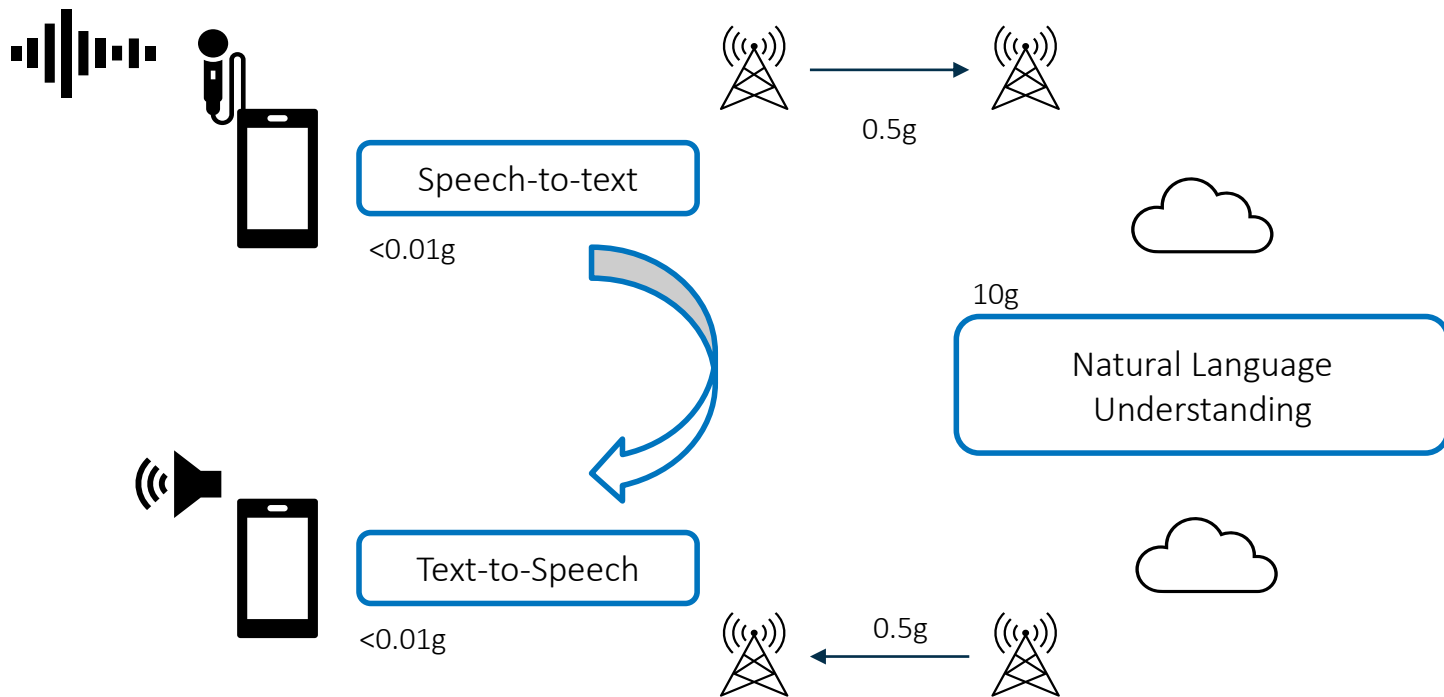 0.5g
Speech-to-text
<0.01g
10g
Natural Language
Understanding
Text-to-Speech
0.5g
<0.01g